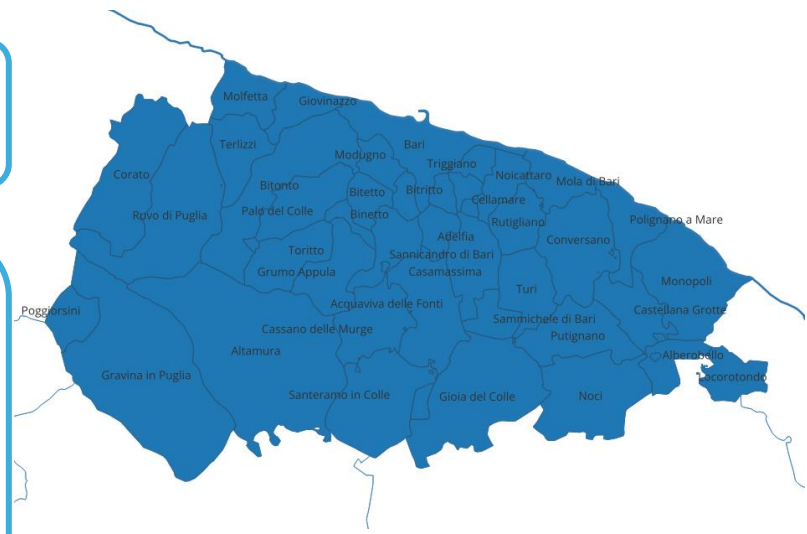 Molfetta
Giovinazzo
Terlizzi
Bari
Modugno
Triggiano
Corato
Noicattaro
Mola di Bari
Bitonto
Bitetto
Bitritto
Cellamare
Ruvo di Puglia
Palo del Colle
Binetto
Rutigliano
Polignano a Mare
Adelfia
Conversano
Toritto
Sannicandro di Bari
Grumo Appula
Casamassima
Monopoli
Turi
Poggiorsini
Acquaviva delle Fonti
Castellana Grotte
Sammichele di Bari
Cassano delle Murge
Putignano
Altamura
Alberobello
Gravina in Puglia
Locorotondo
Santeramo in Colle
Gioia del Colle
Noci